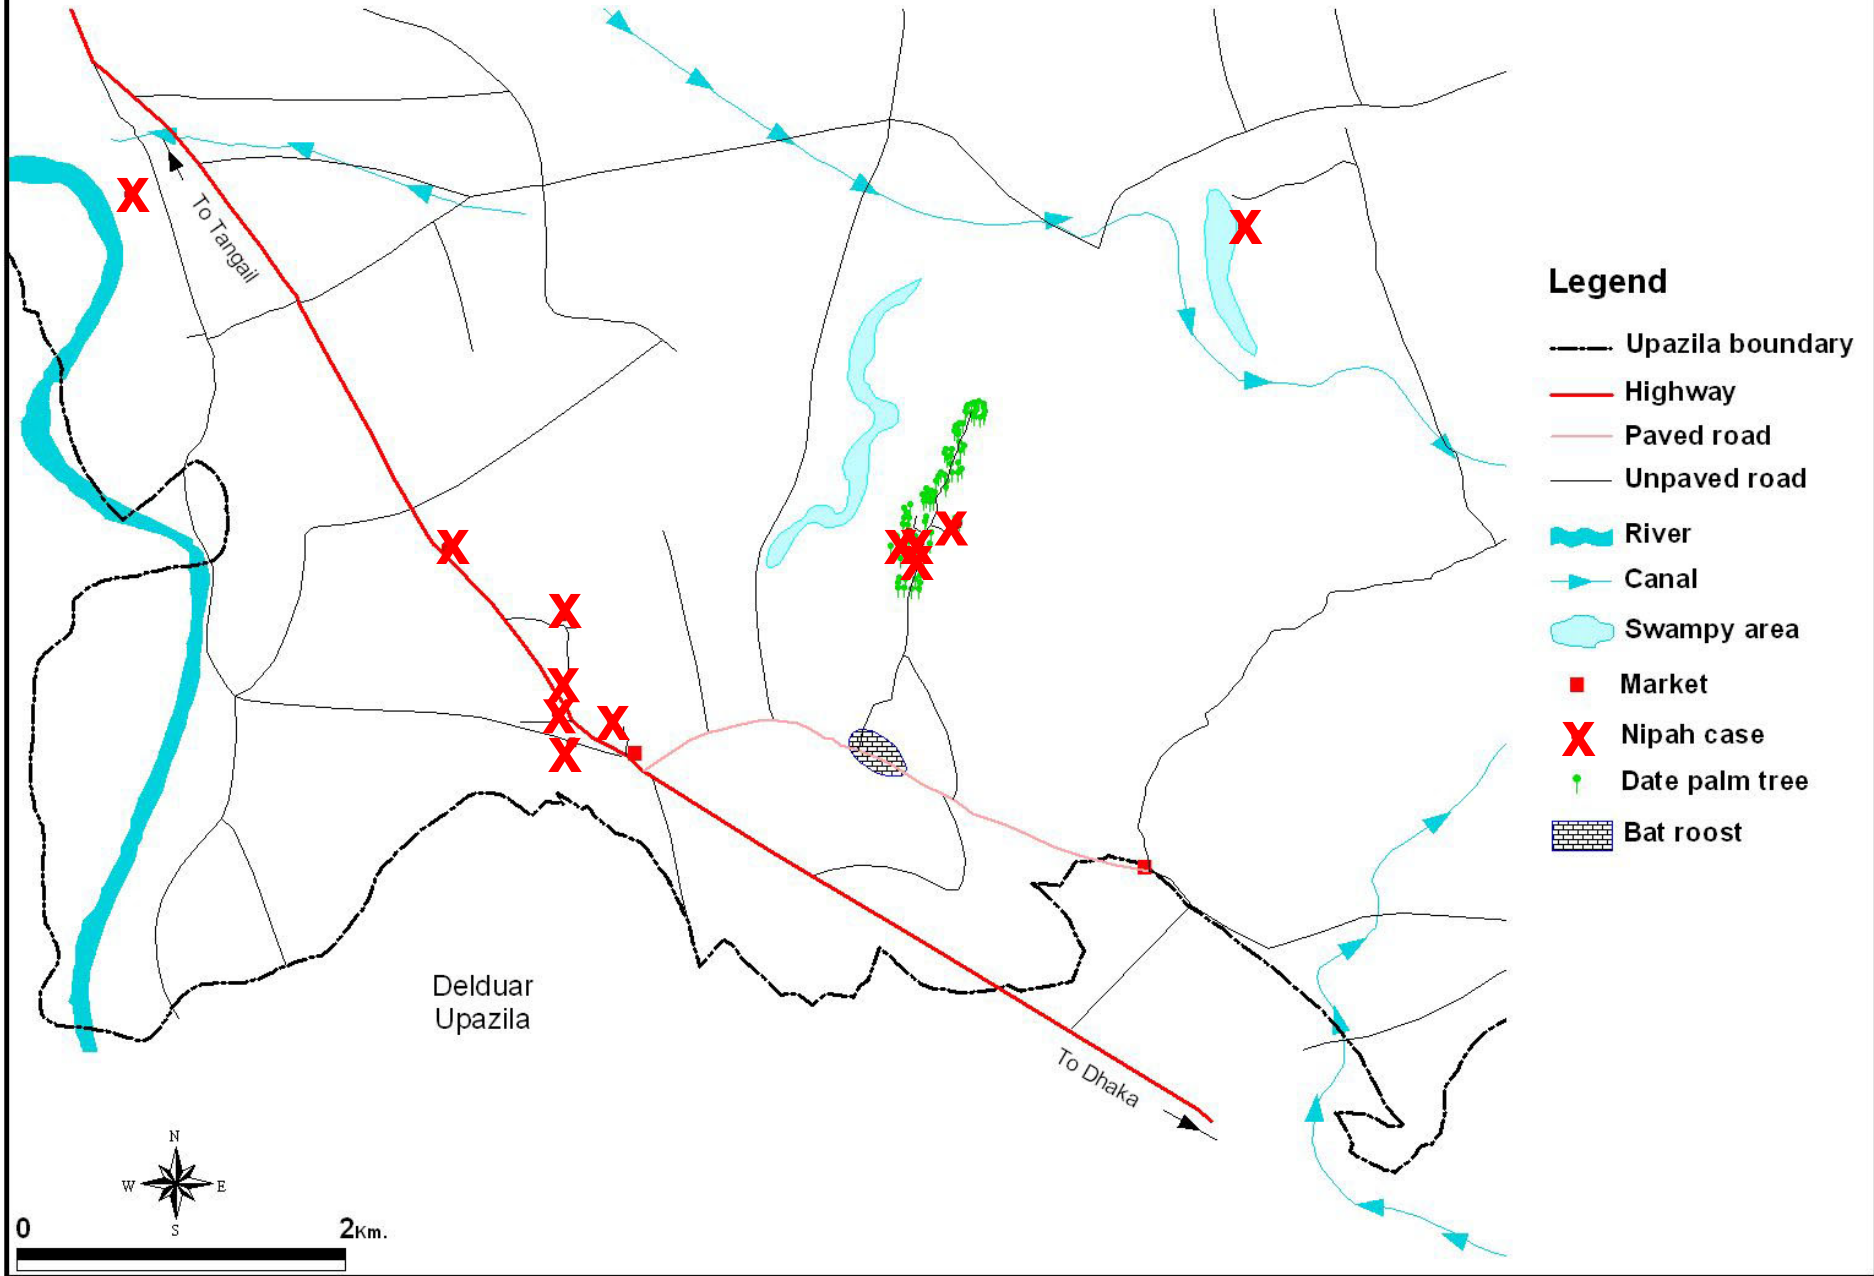 To Tangail
Legend
Upazila boundary
Highway
Paved road
Unpaved road
River
Canal
Swampy area
Market
Nipah case
Date palm tree
Bat roost
Delduar
Upazila
To Dhaka
N
W E
S
0 2Km.